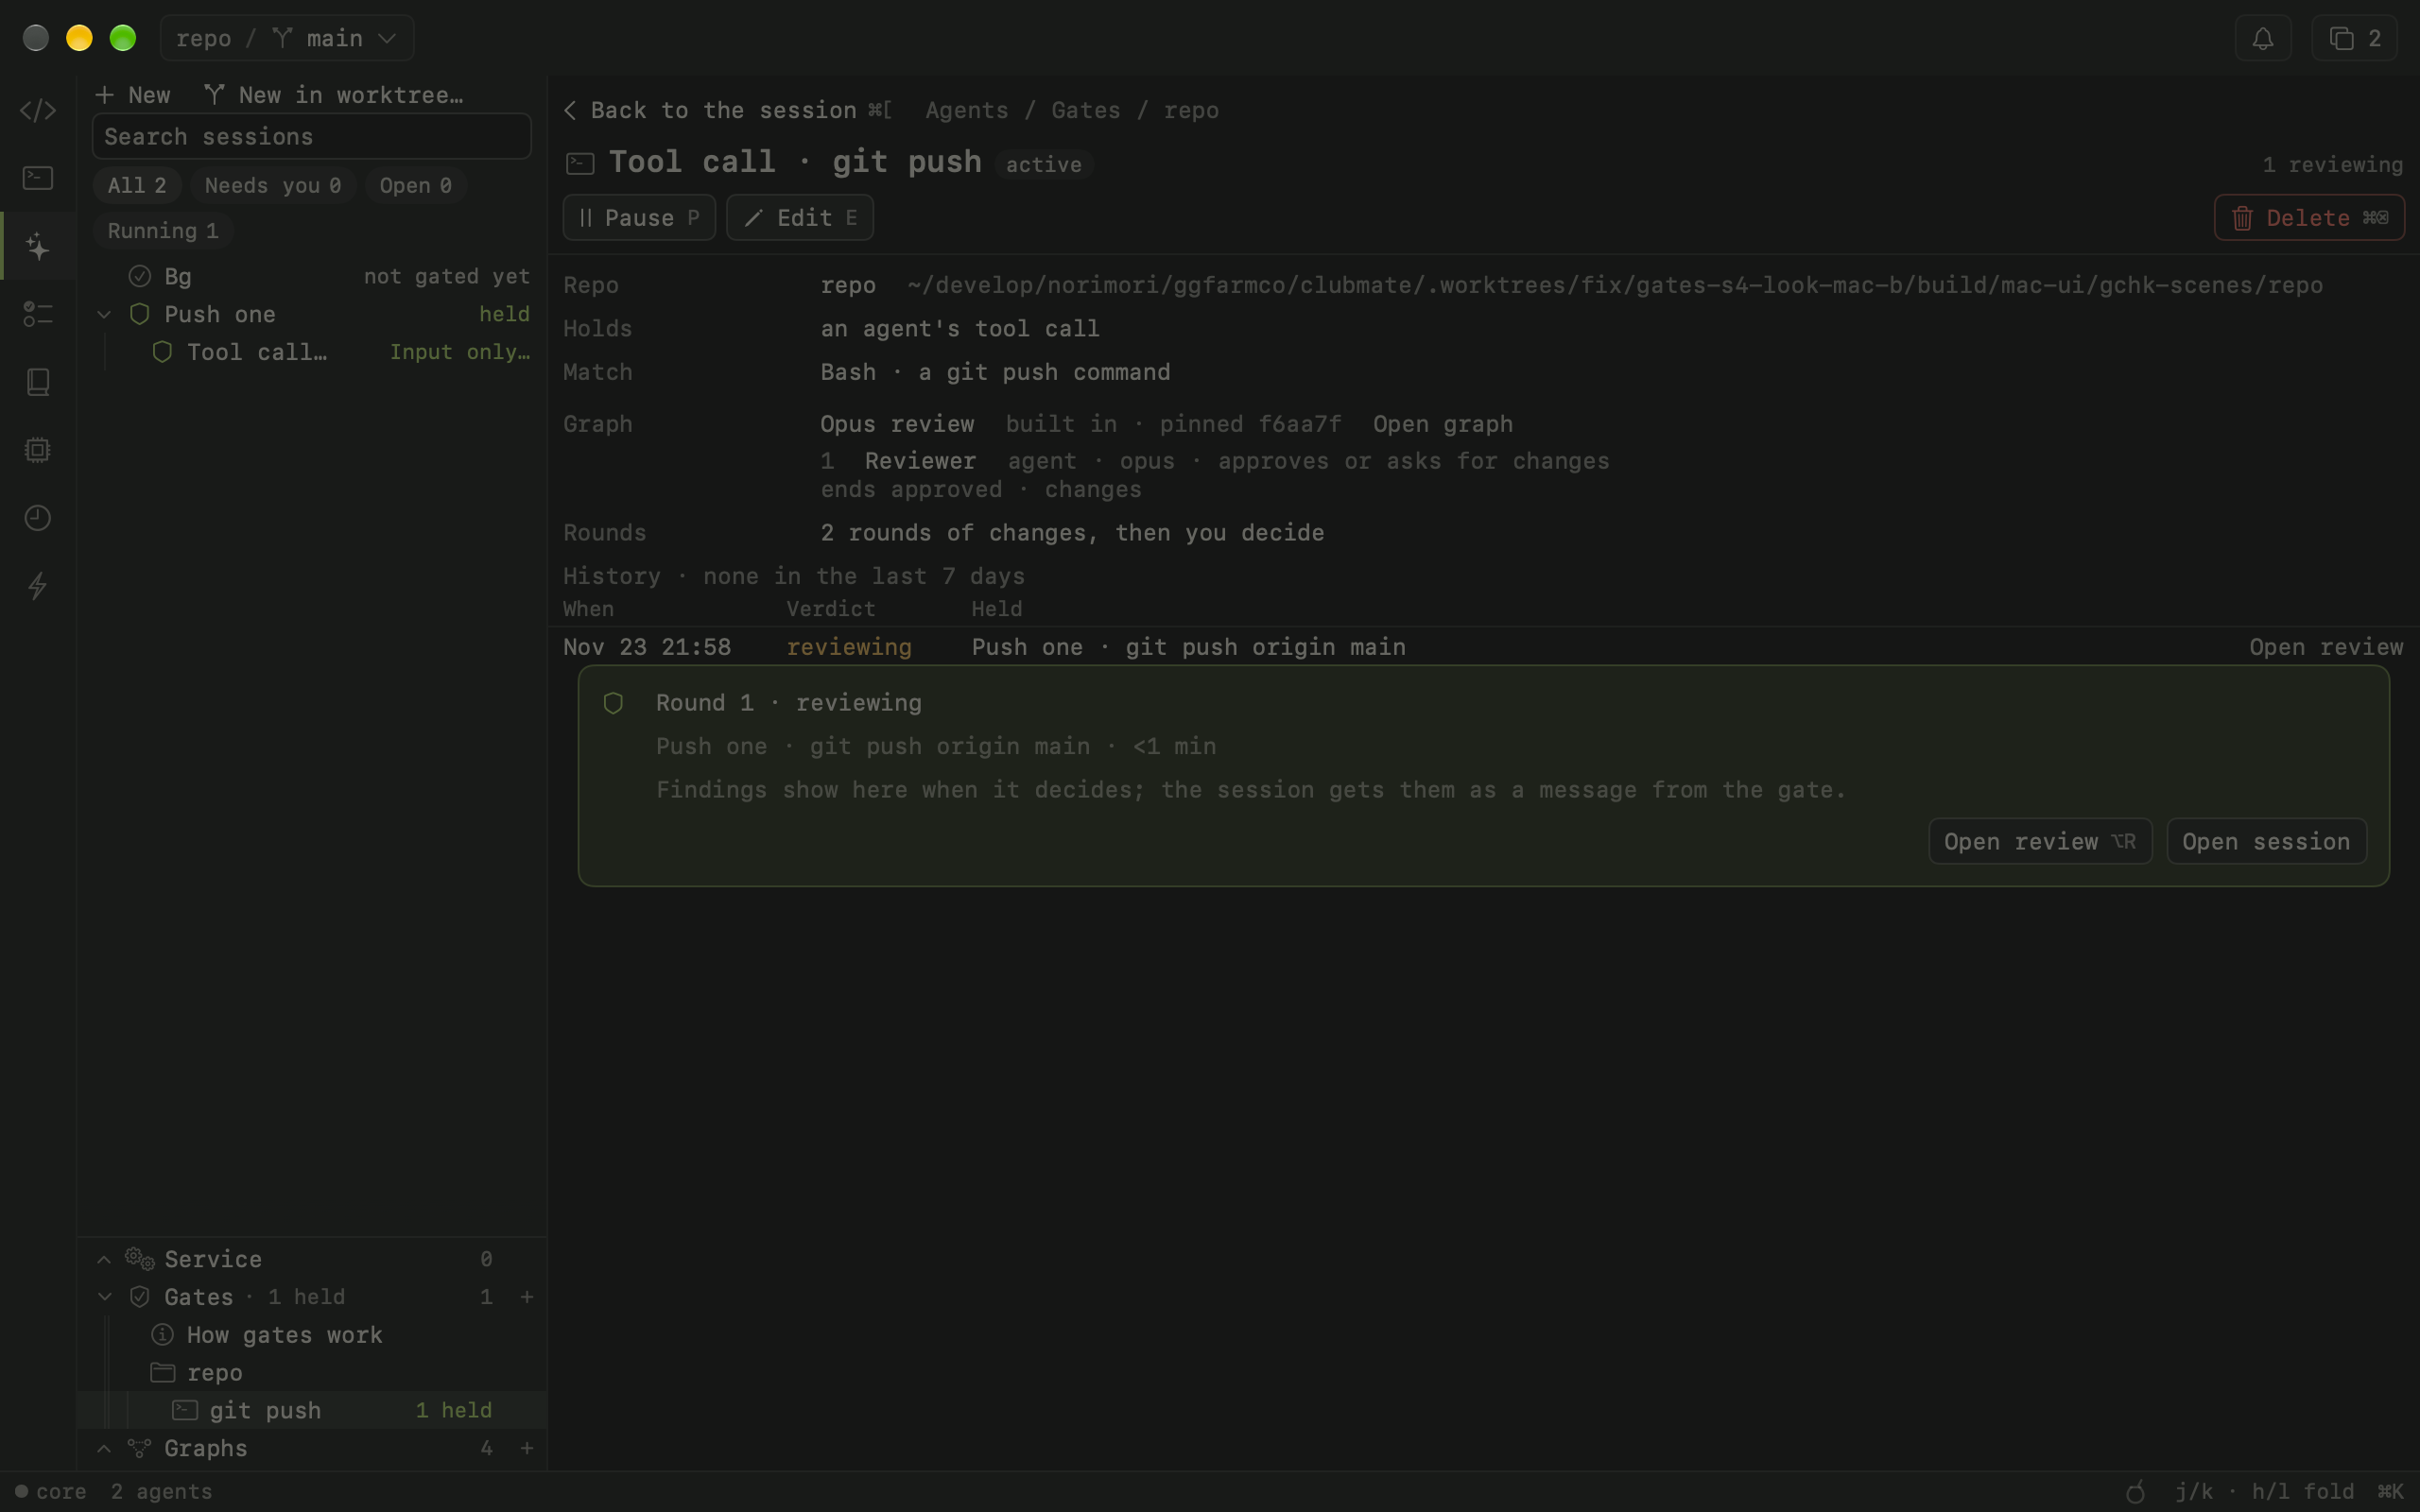 repo / main
2
+ New New in worktree…
Search sessions
All 2 Needs you 0 Open 0
Running 1
Bg not gated yet
Push one held
Tool call… Input only…
Service 0
Gates · 1 held 1 +
How gates work
repo
git push 1 held
Graphs 4 +
Back to the session ⌘[ Agents / Gates / repo
Tool call · git push active 1 reviewing
Pause P Edit E Delete ⌘⌫
Repo repo ~/develop/norimori/ggfarmco/clubmate/.worktrees/fix/gates-s4-look-mac-b/build/mac-ui/gchk-scenes/repo
Holds an agent's tool call
Match Bash · a git push command
Graph Opus review built in · pinned f6aa7f Open graph
1 Reviewer agent · opus · approves or asks for changes
ends approved · changes
Rounds 2 rounds of changes, then you decide
History · none in the last 7 days
When Verdict Held
Nov 23 21:58 reviewing Push one · git push origin main Open review
Round 1 · reviewing
Push one · git push origin main · <1 min
Findings show here when it decides; the session gets them as a message from the gate.
Open review ⌥R Open session
core 2 agents j/k · h/l fold ⌘K